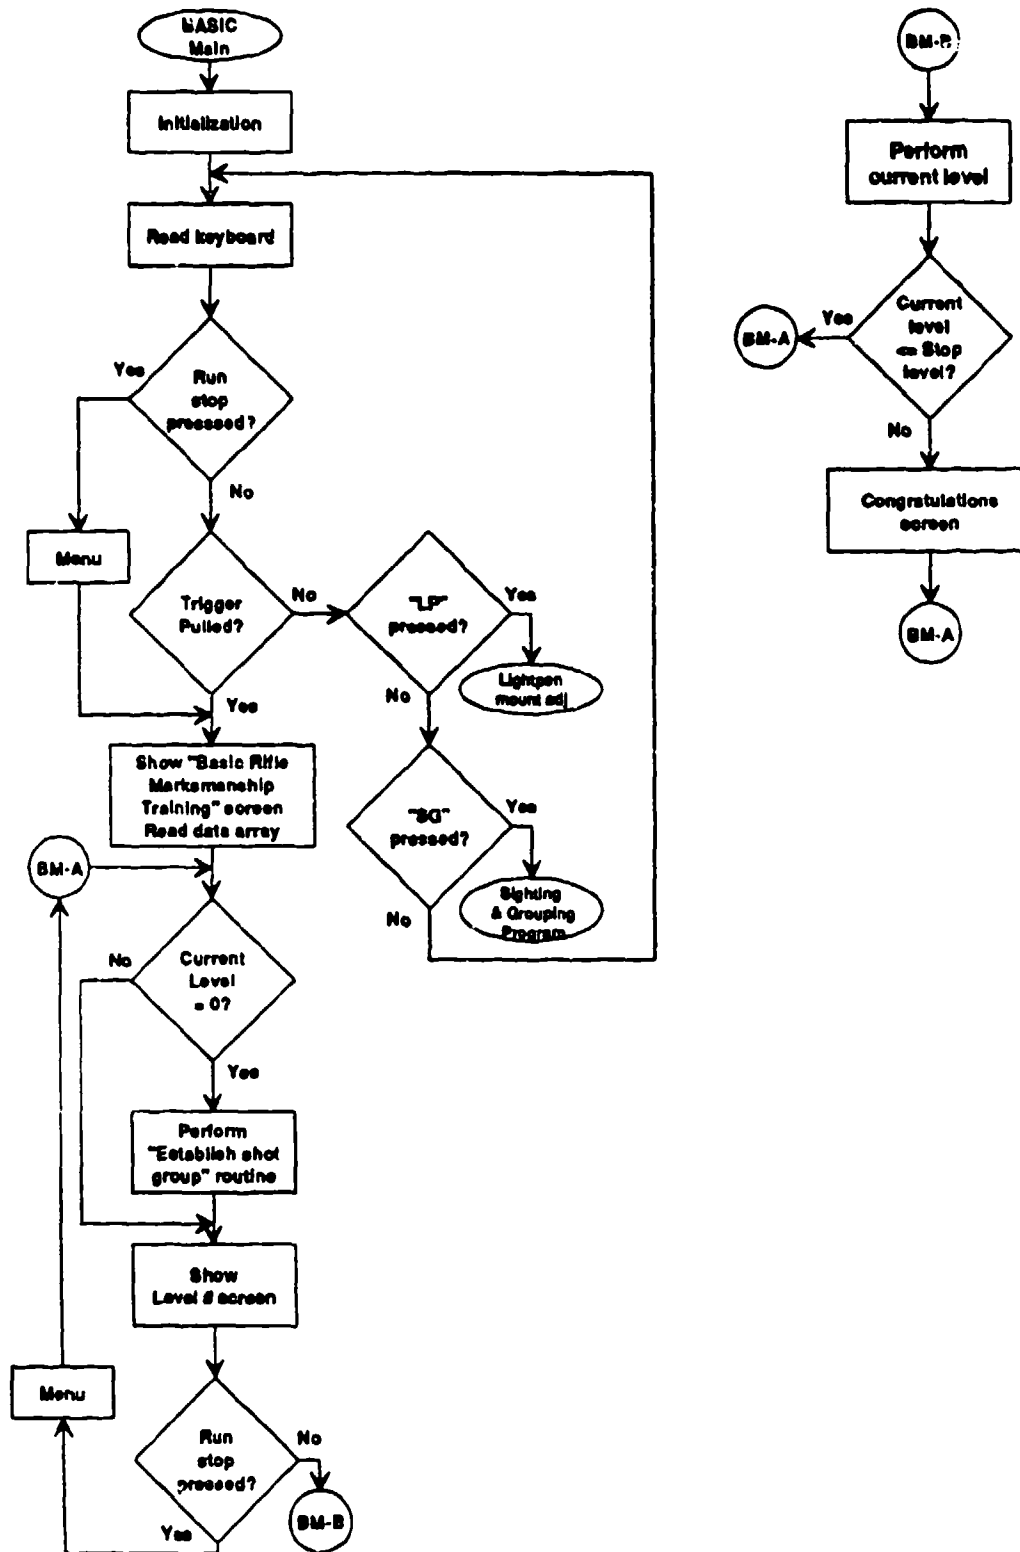 BASIC
Main
Initialization
Read keyboard
Yes
Run
stop
pressed?
No
Menu
Trigger
Pulled?
No
"LP"
pressed?
Yes
Lightpen
mount adj
No
Yes
Show "Basic Rifle
Marksmanship
Training" screen
Read data array
"SG"
pressed?
Yes
Sighting
& Grouping
Program
No
BM-A
No
Current
Level
= 0?
Yes
Perform
"Establish shot
group" routine
Show
Level # screen
Menu
Run
stop
pressed?
No
BM-B
Yes
BM-B
Perform
current level
Current
level
<= Stop
level?
Yes
BM-A
No
Congratulations
screen
BM-A